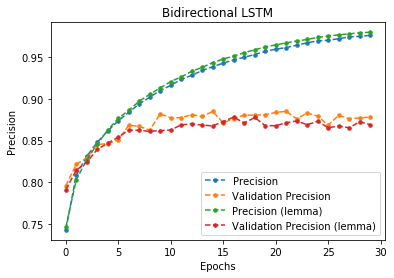 Bidirectional LSTM
Precision
0.95
0.90
0.85
0.80
0.75
0
5
10
15
20
25
30
Epochs
Precision
Validation Precision
Precision (lemma)
Validation Precision (lemma)